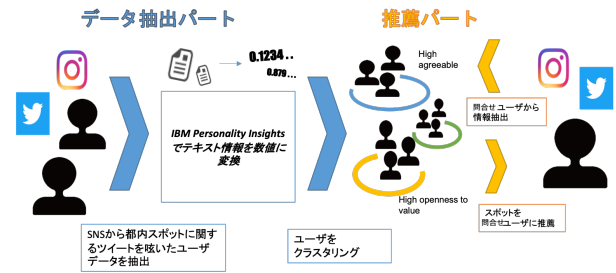 データ抽出パート
推薦パート
0.1234..
0.879...
IBM Personality Insights
でテキスト情報を数値に
変換
High
agreeable
High openness to
value
問合せユーザから
情報抽出
スポットを
問合せユーザに推薦
SNSから都内スポットに関す
るツイートを呟いたユーザ
データを抽出
ユーザを
クラスタリング